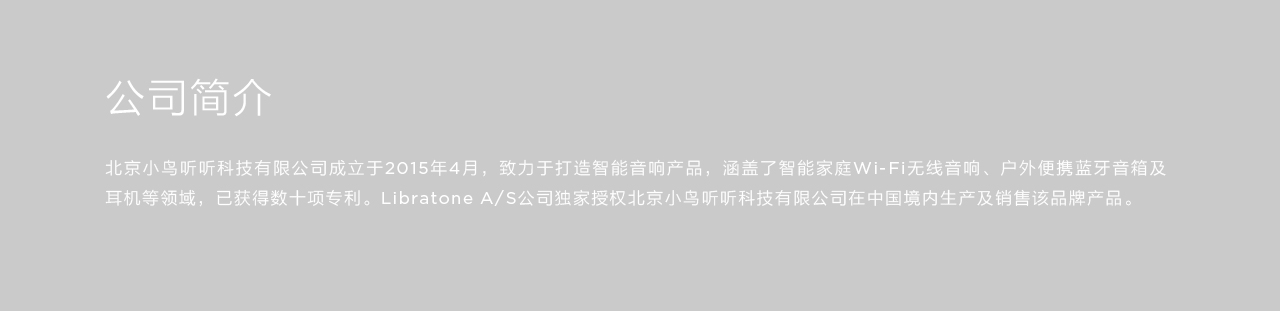 公司简介
北京小鸟听听科技有限公司成立于2015年4月，致力于打造智能音响产品，涵盖了智能家庭Wi-Fi无线音响、户外便携蓝牙音箱及
耳机等领域，已获得数十项专利。Libratone A/S公司独家授权北京小鸟听听科技有限公司在中国境内生产及销售该品牌产品。